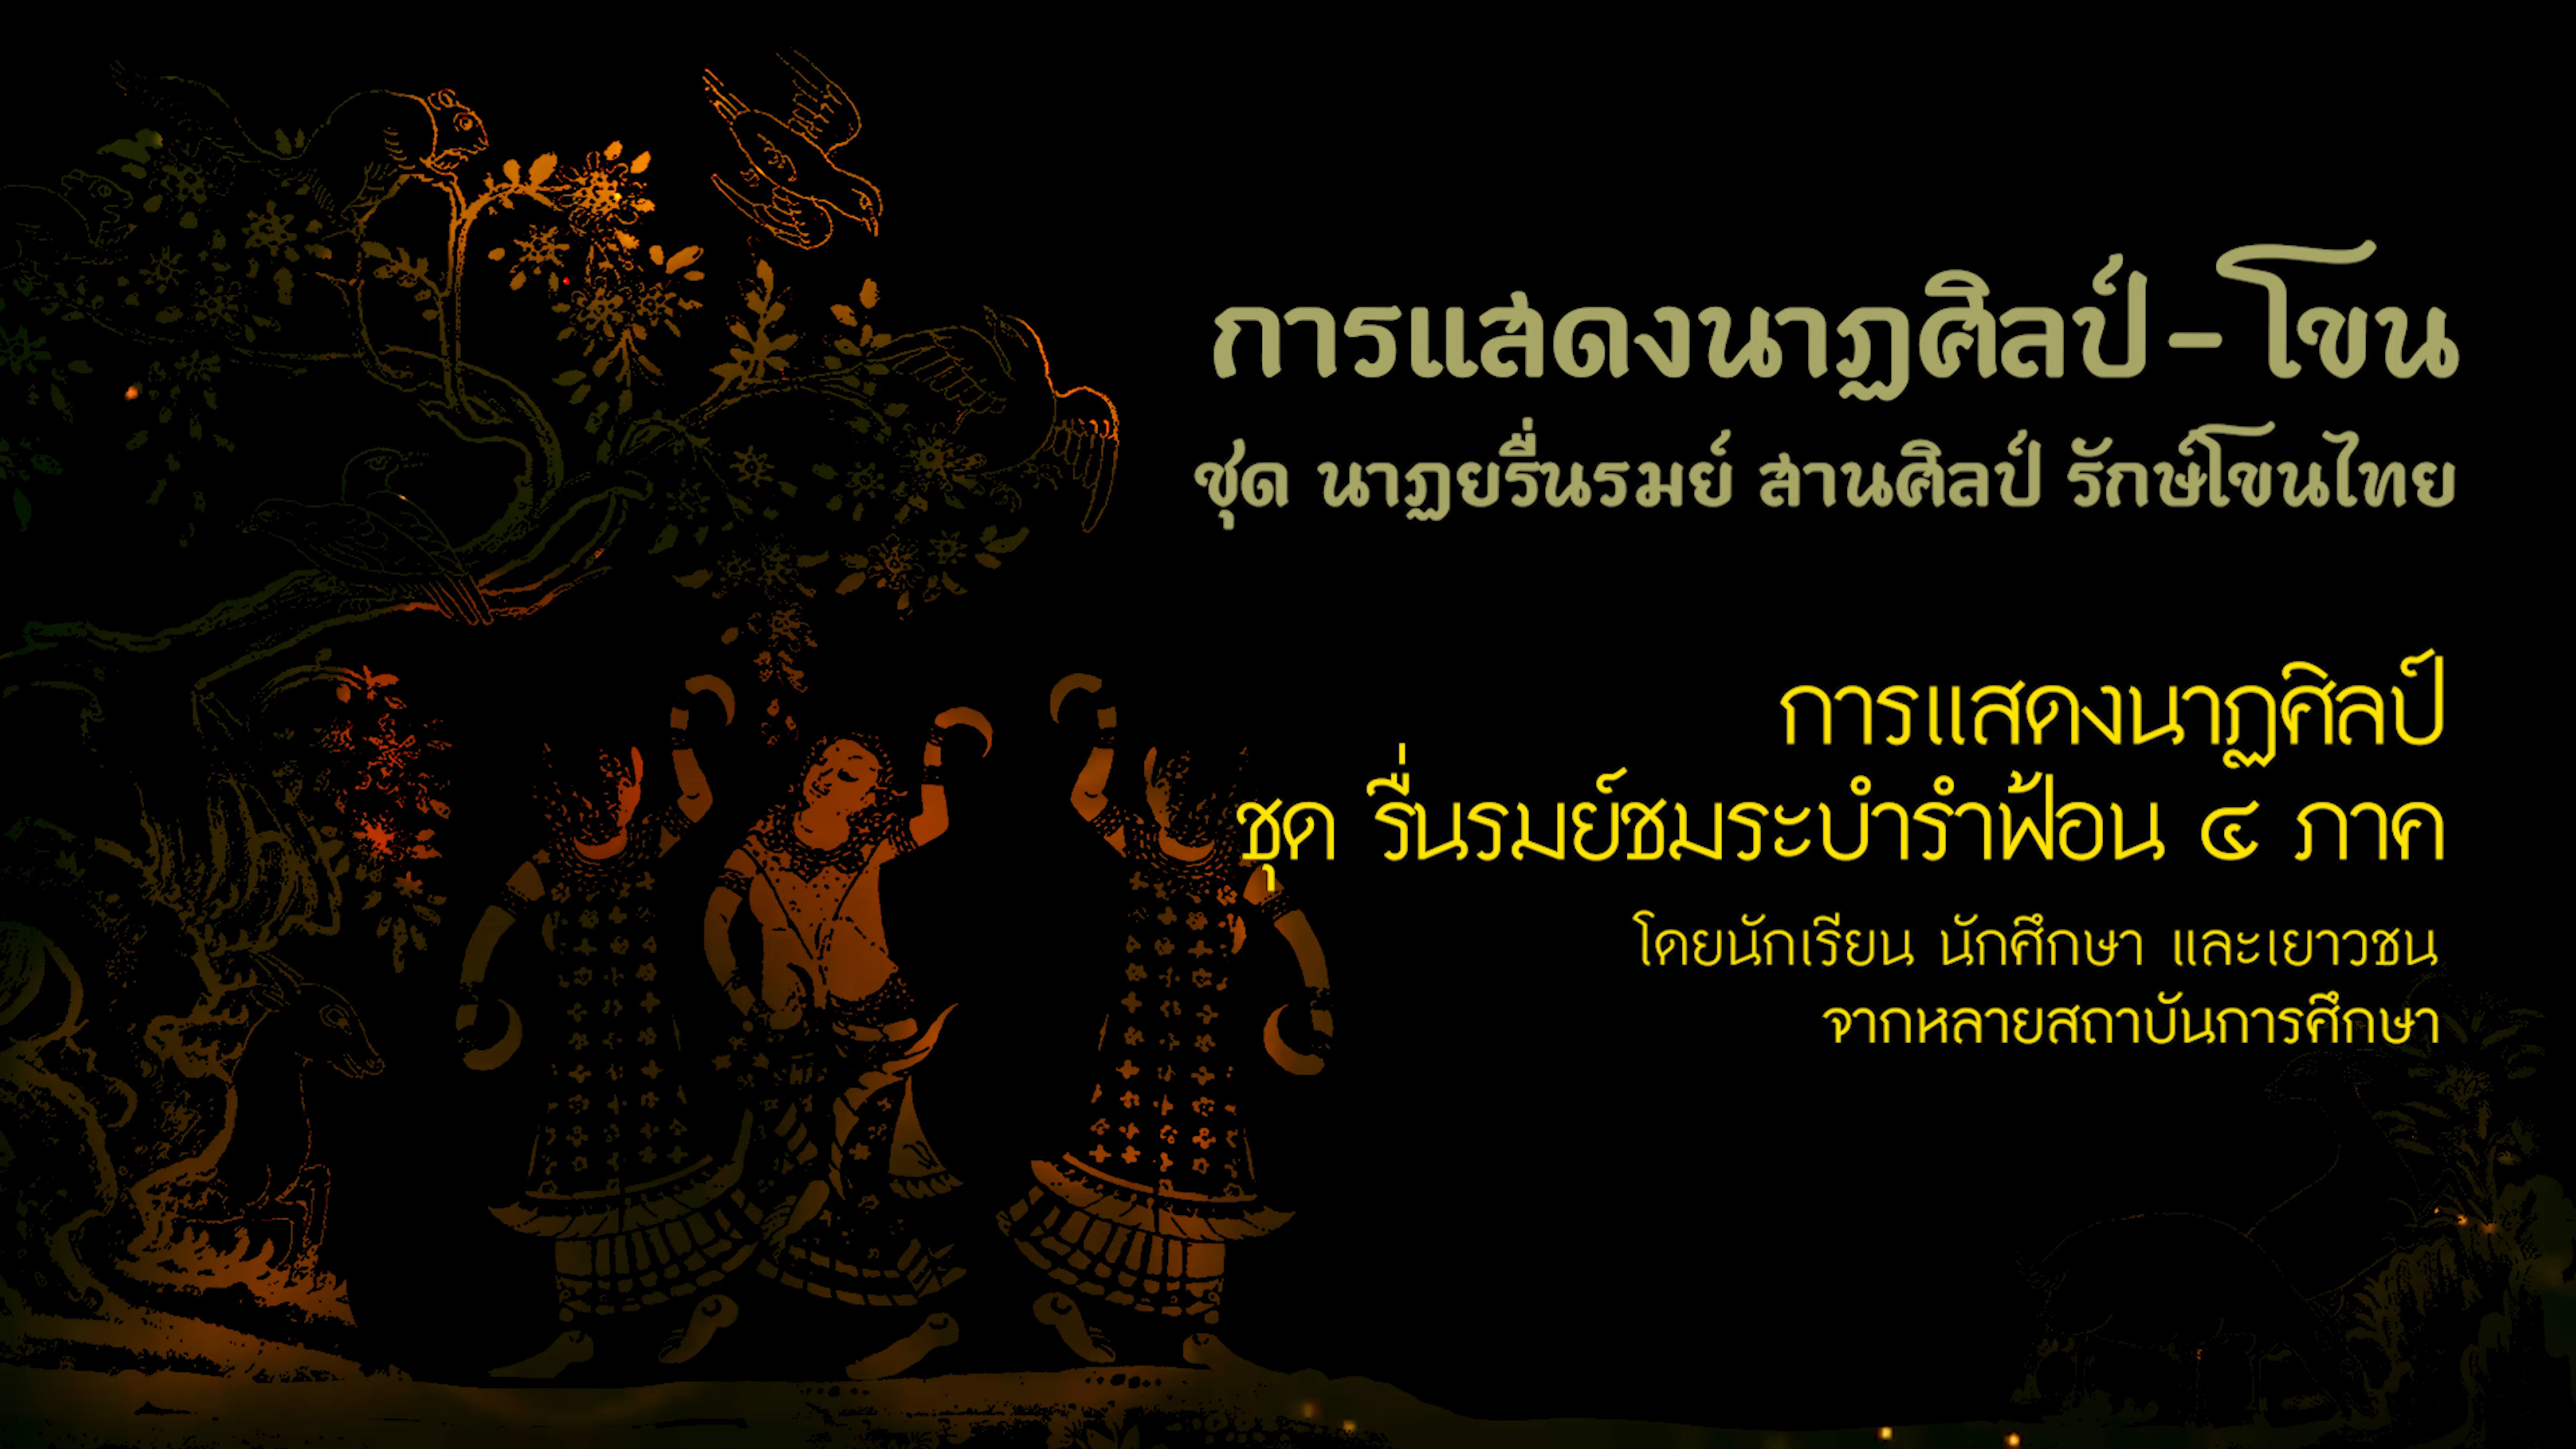 การแสดงนาฏศิลป์-โขน
ชุด นาฏยรื่นรมย์ สานศิลป์ รักษ์โขนไทย
การแสดงนาฏศิลป์
ชุด รื่นรมย์ชมระบำรำฟ้อน ๔ ภาค
โดยนักเรียน นักศึกษา และเยาวชน
จากหลายสถาบันการศึกษา